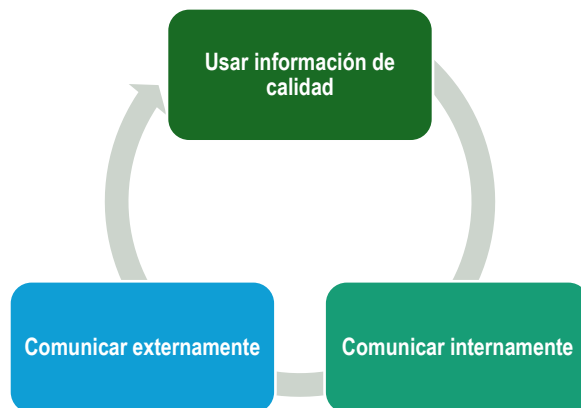 Usar información de
calidad
Comunicar externamente
Comunicar internamente